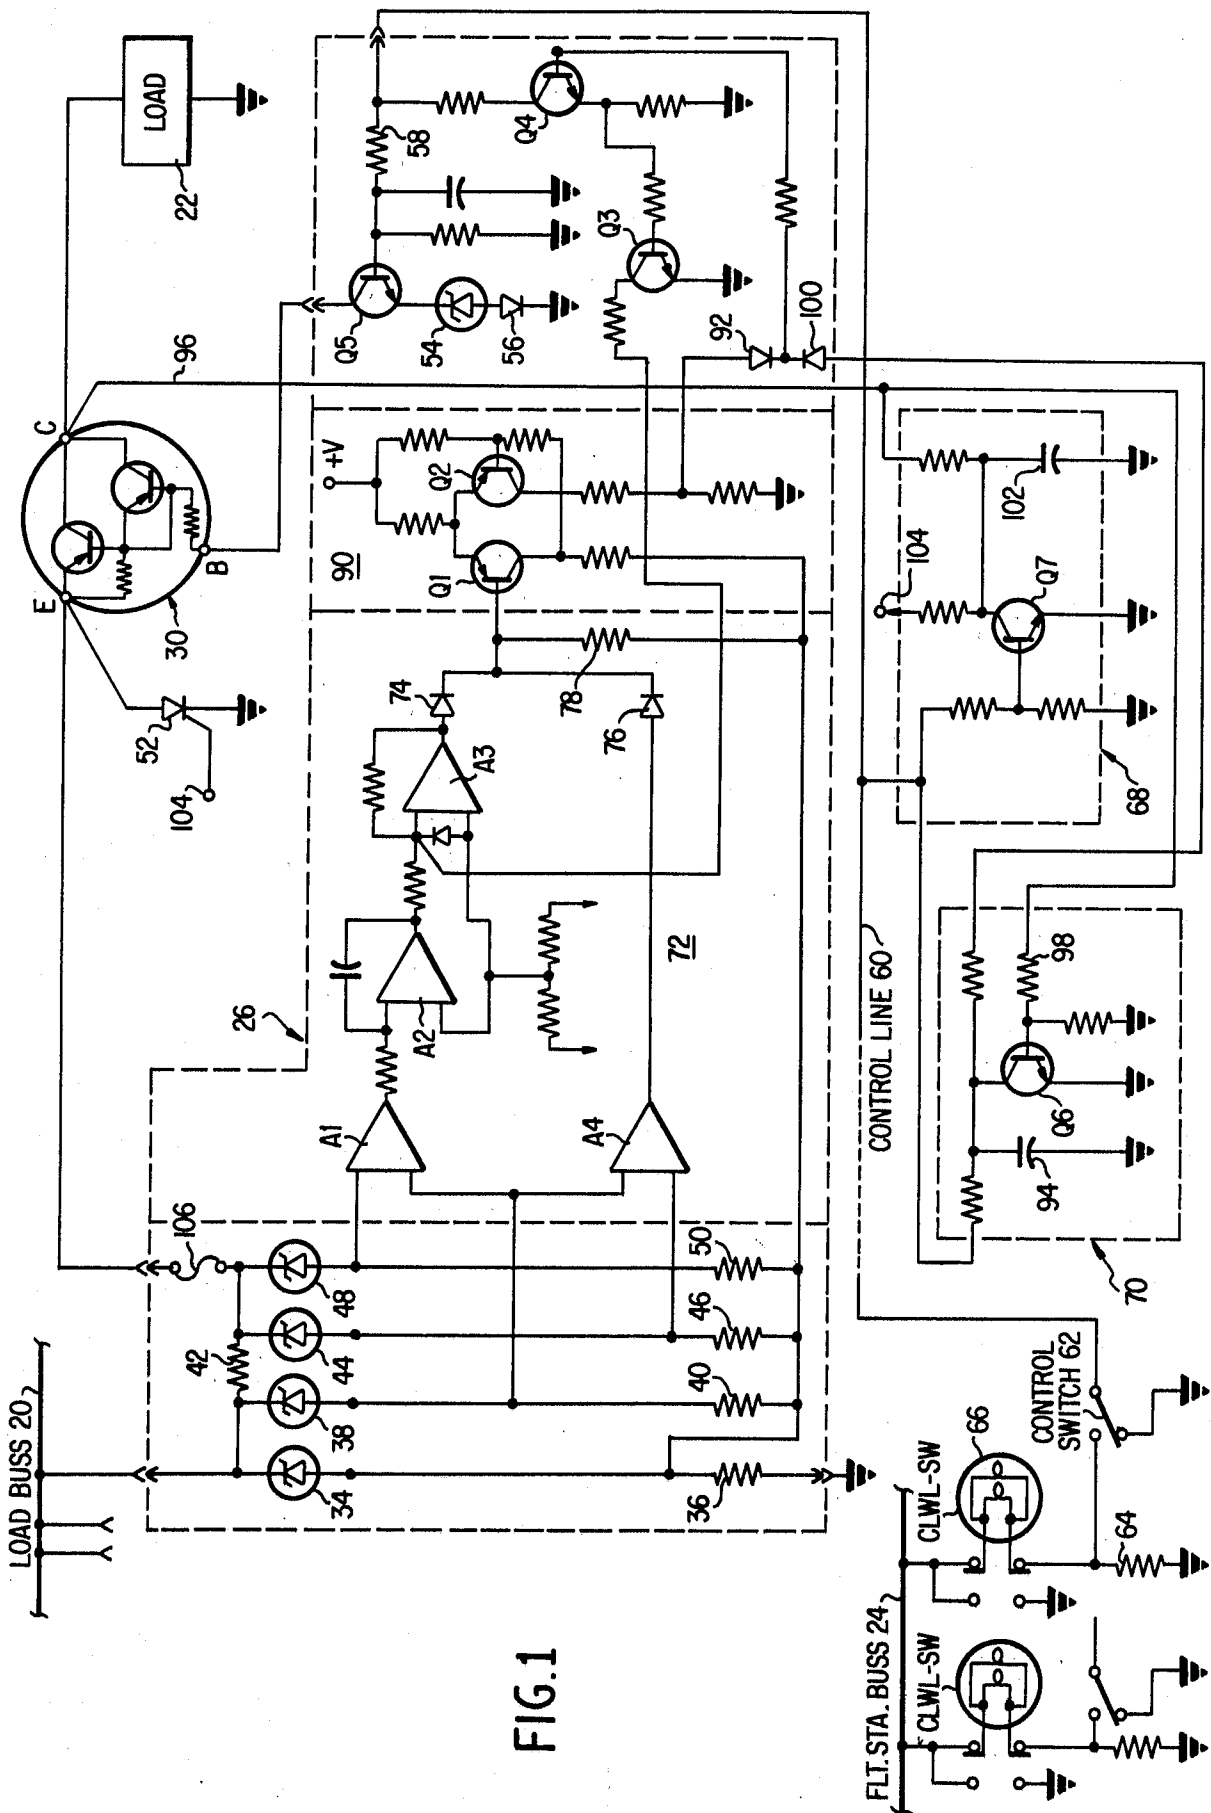 LOAD BUSS 20
LOAD
22
E
C
B
30
96
52
104
106
26
42
48
44
38
34
50
46
40
36
A1
A2
A3
A4
72
74
76
78
90
+V
Q1
Q2
Q5
54
56
58
Q4
Q3
92
100
CONTROL LINE 60
104
102
Q7
68
98
Q6
94
70
FLT. STA. BUSS 24
CLWL-SW
CLWL-SW
66
64
CONTROL
SWITCH 62
FIG.1